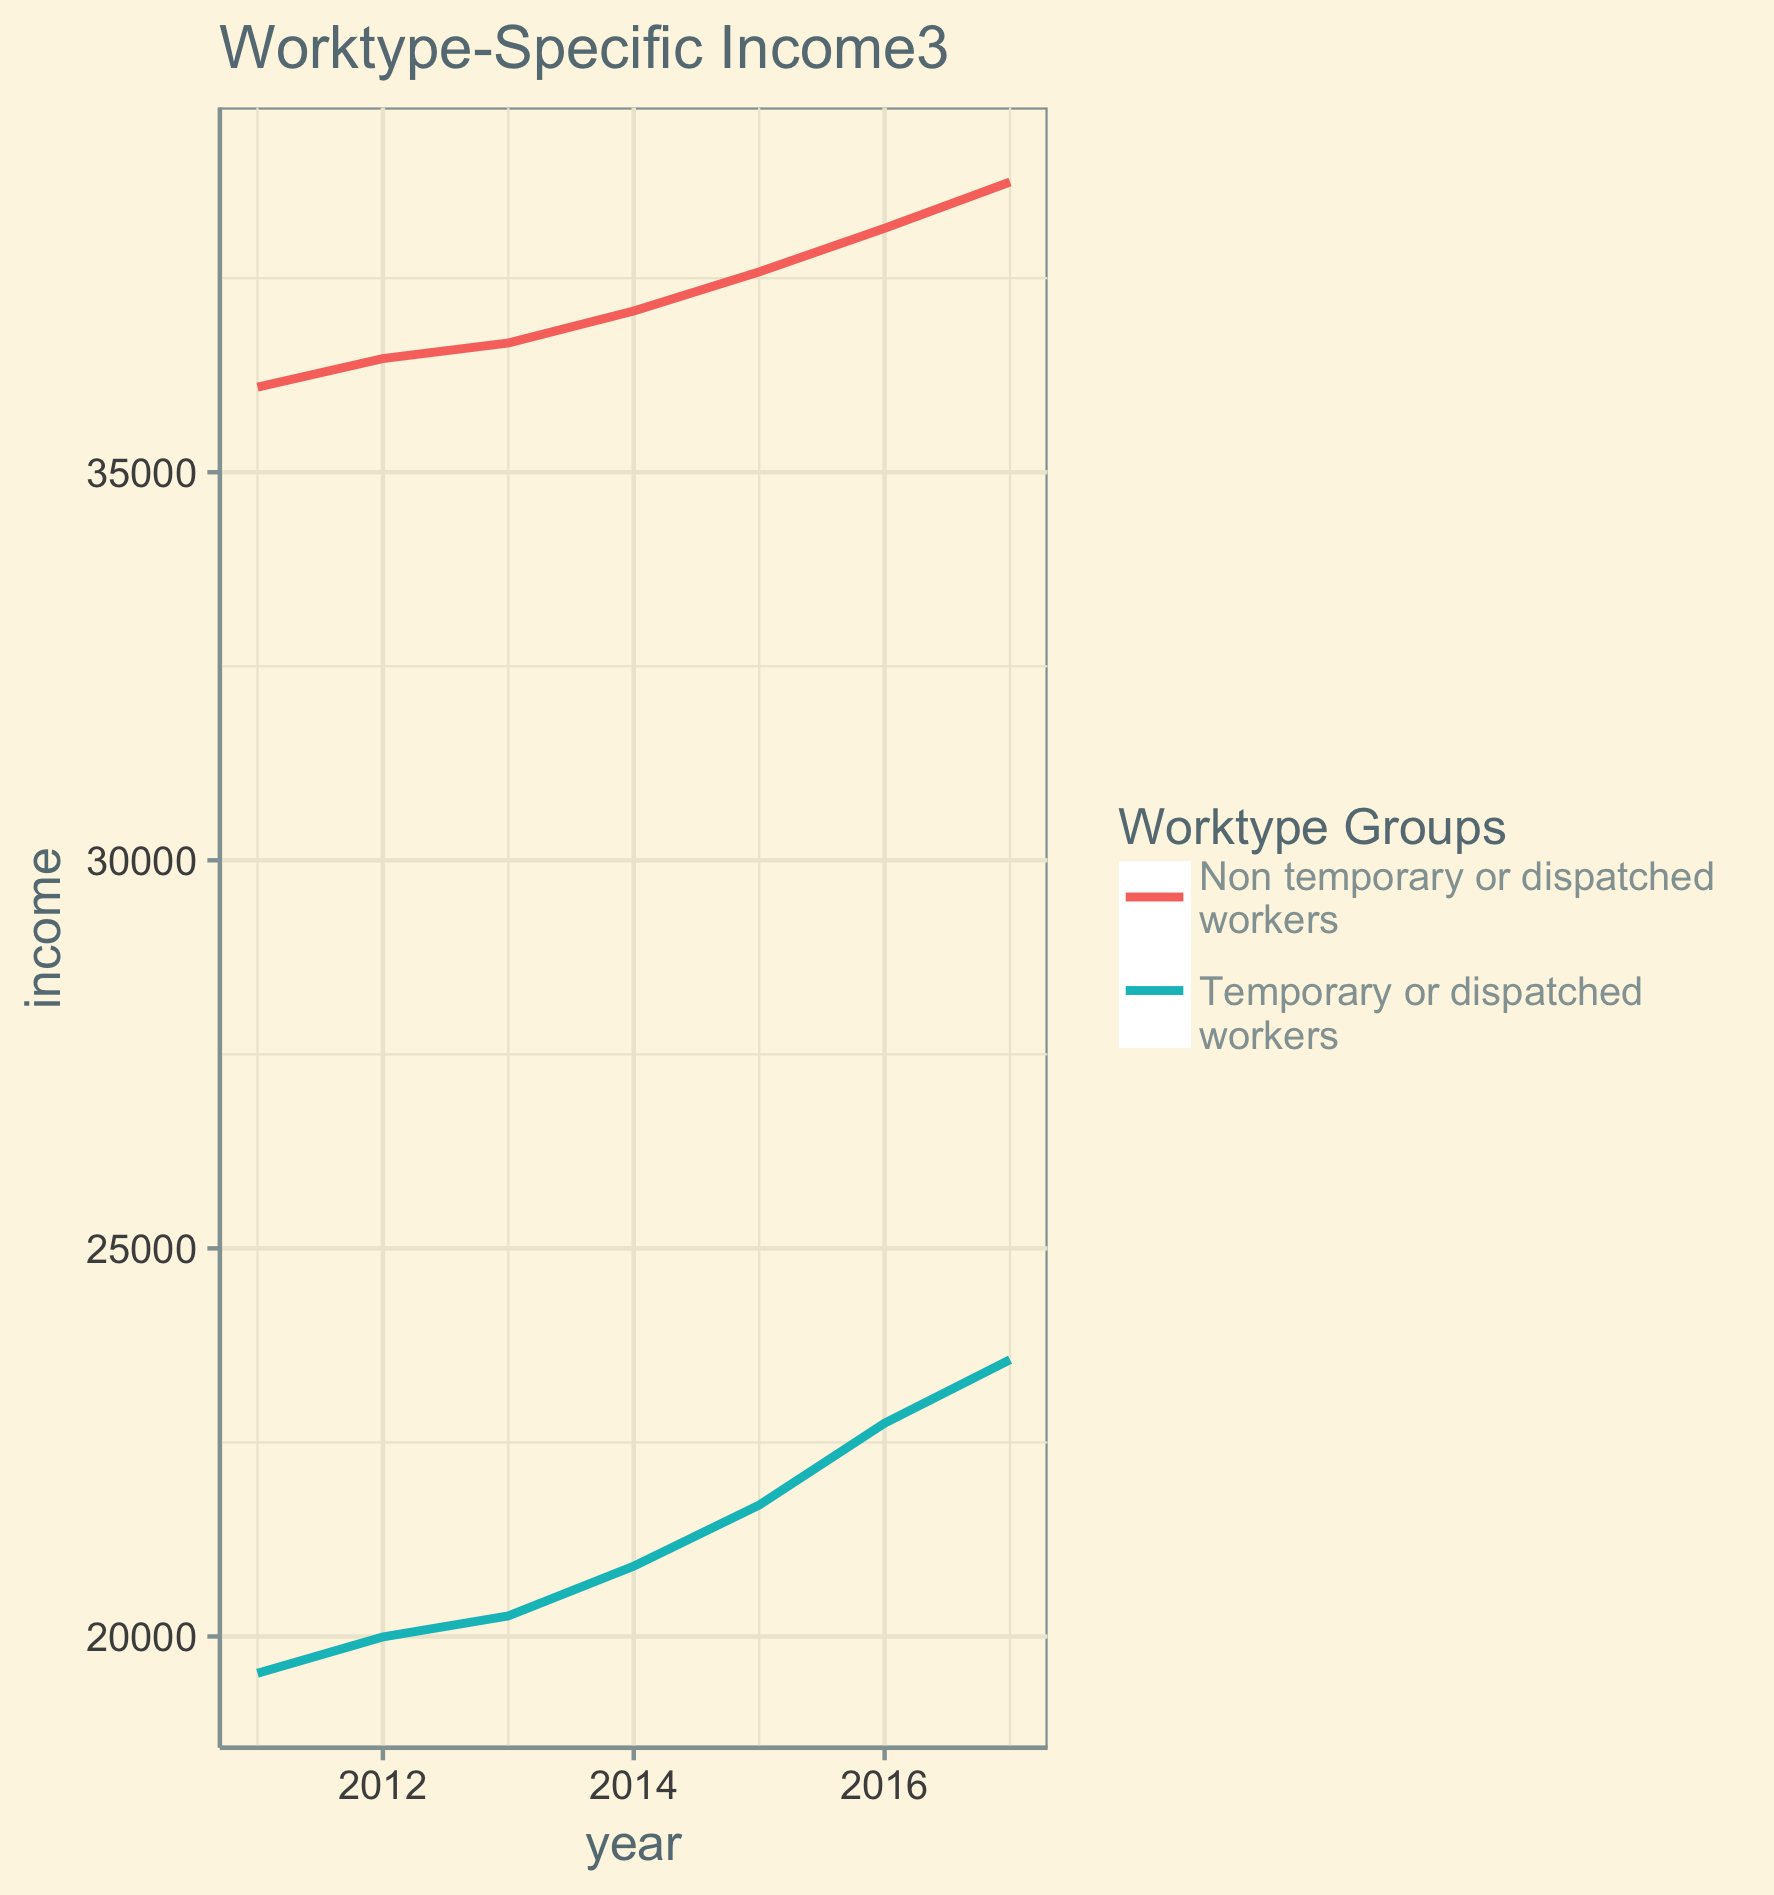 Worktype-Specific Income3
35000
30000
25000
20000
income
2012
2014
2016
year
Worktype Groups
Non temporary or dispatched
workers
Temporary or dispatched
workers